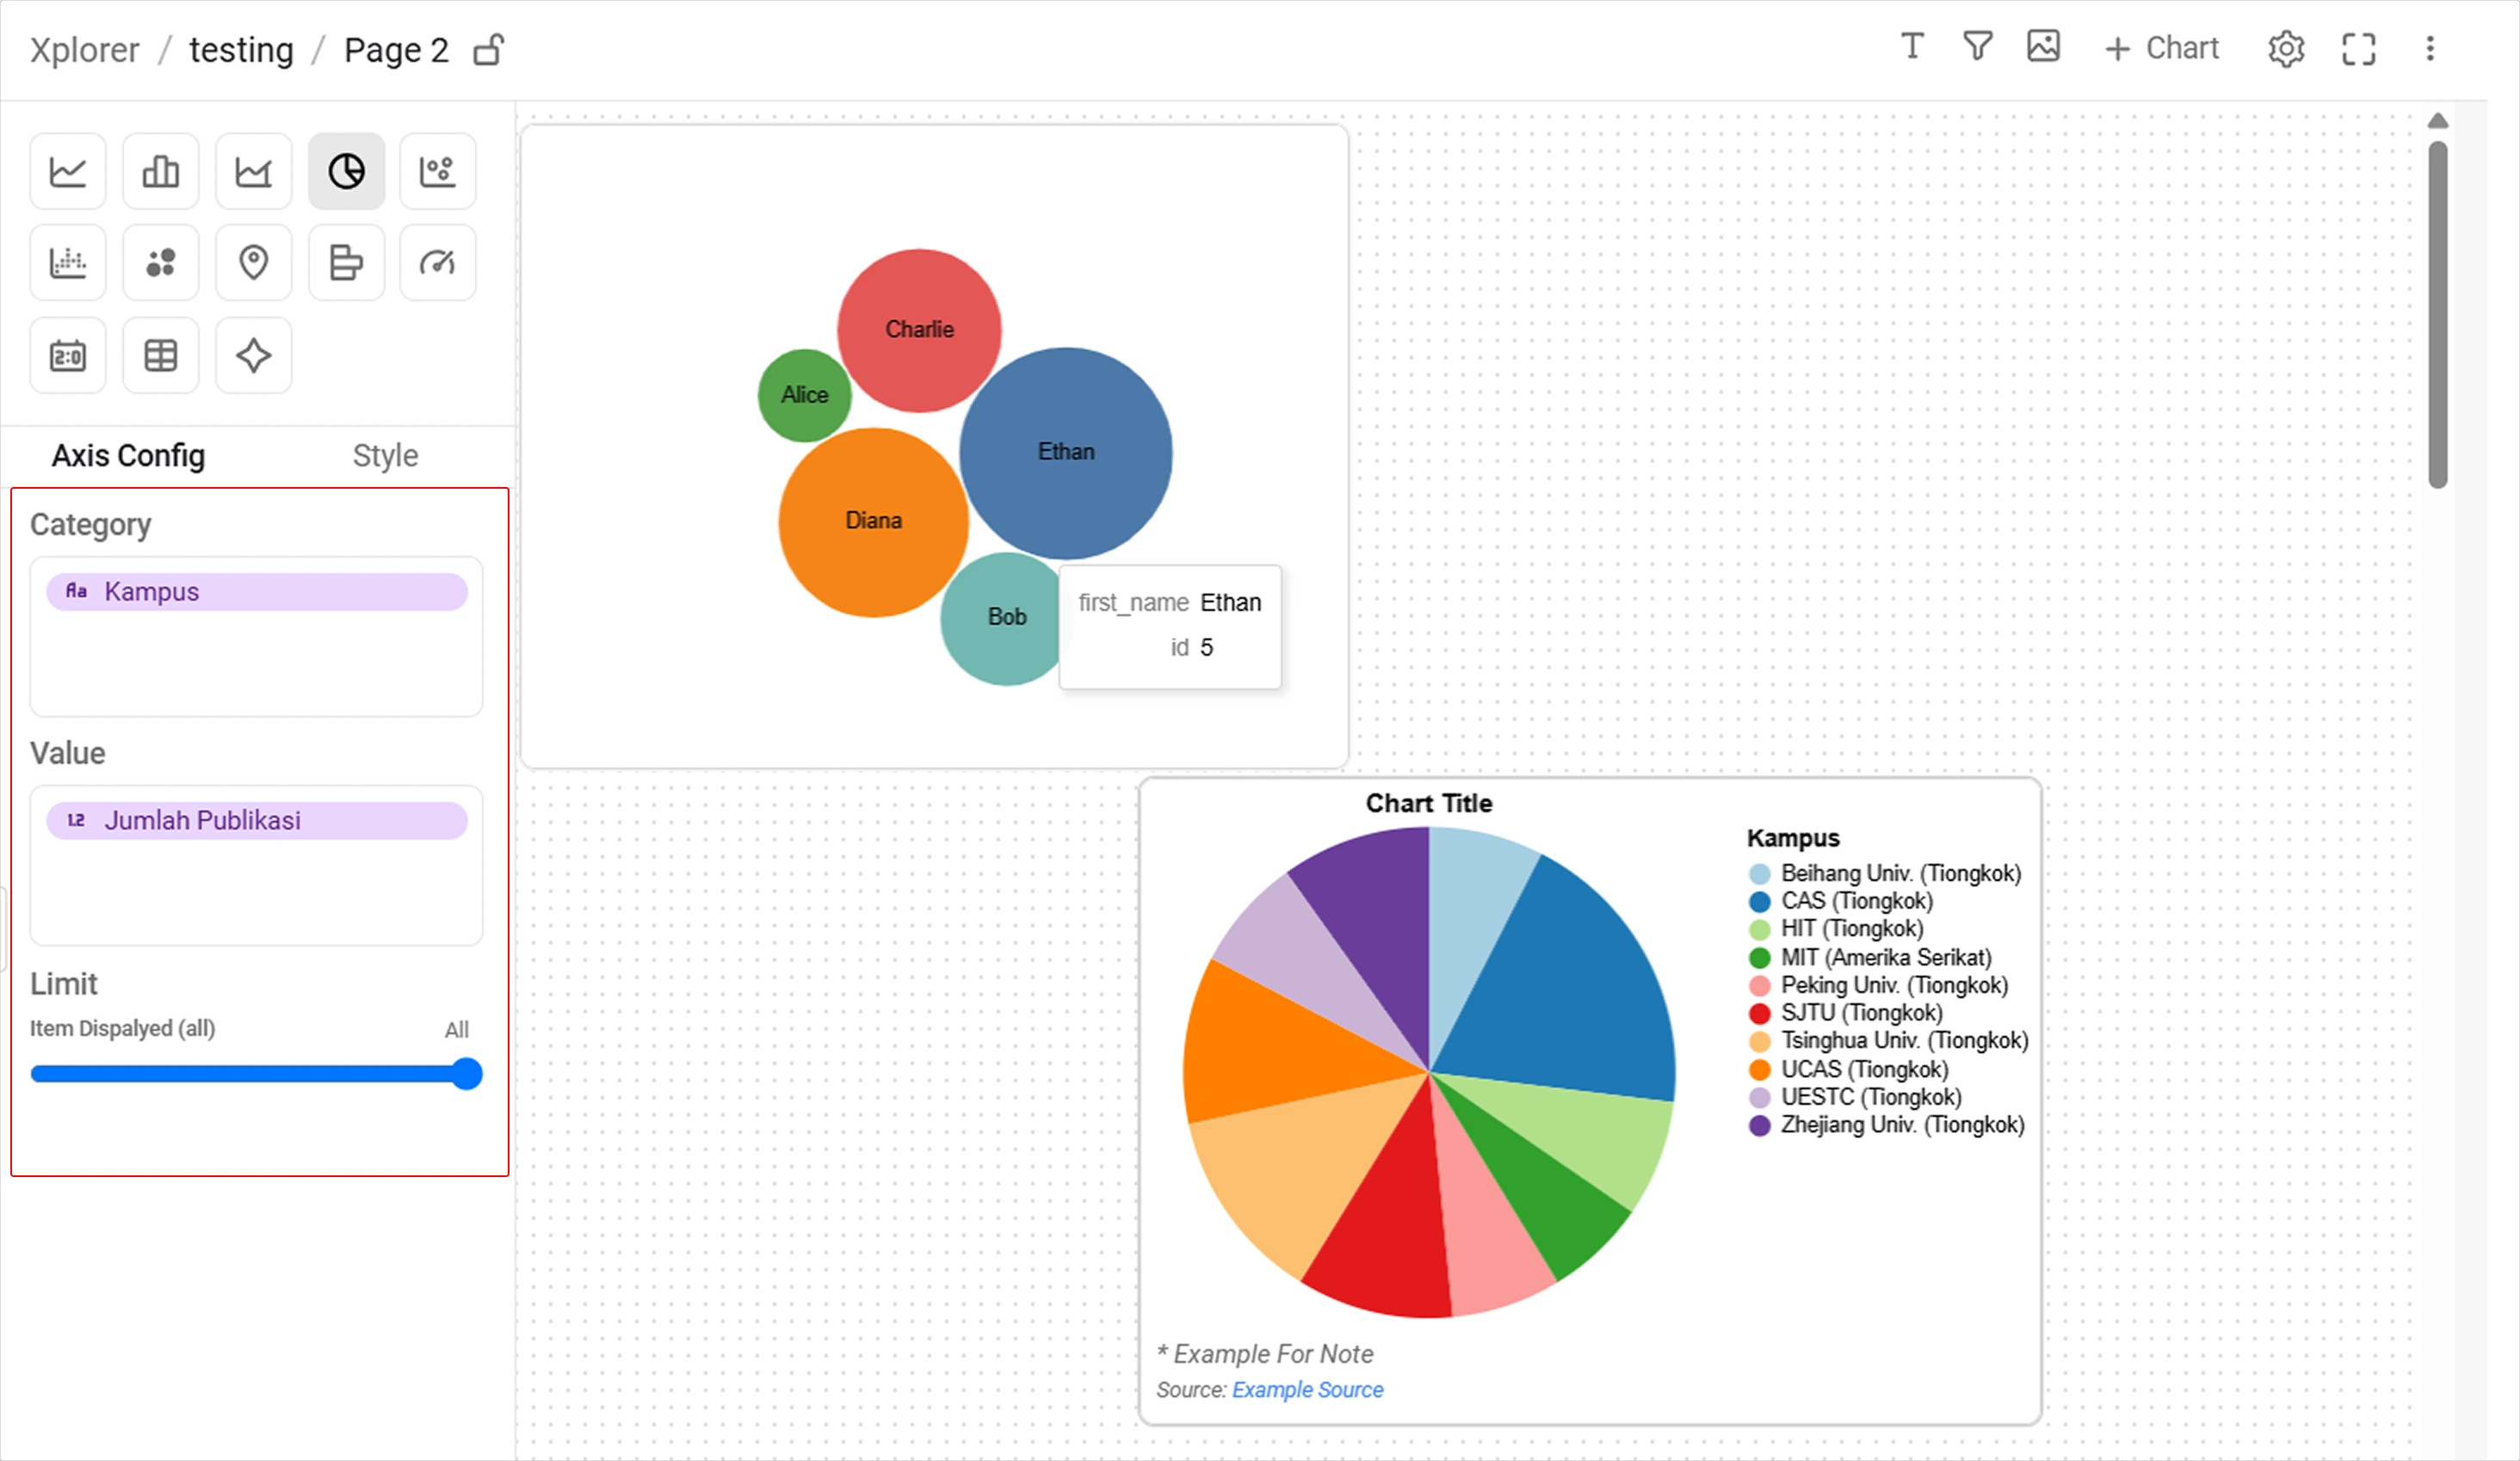 Xplorer / testing / Page 2
+ Chart
2:0
Axis Config
Style
Category
Aa Kampus
Value
1.2 Jumlah Publikasi
Limit
Item Dispalyed (all)
All
Charlie
Alice
Ethan
Diana
Bob
first_name Ethan
id 5
Chart Title
Kampus
Beihang Univ. (Tiongkok)
CAS (Tiongkok)
HIT (Tiongkok)
MIT (Amerika Serikat)
Peking Univ. (Tiongkok)
SJTU (Tiongkok)
Tsinghua Univ. (Tiongkok)
UCAS (Tiongkok)
UESTC (Tiongkok)
Zhejiang Univ. (Tiongkok)
* Example For Note
Source: Example Source